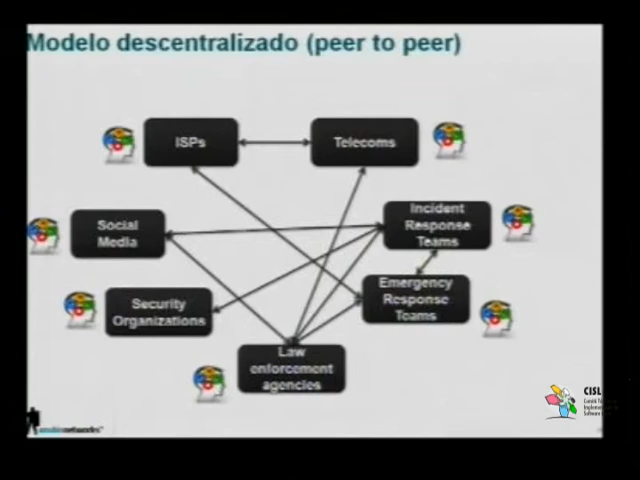 Modelo descentralizado (peer to peer)
ISPs
Telecoms
Social
Media
Incident
Response
Teams
Security
Organizations
Emergency
Response
Teams
Law
enforcement
agencies
CISL